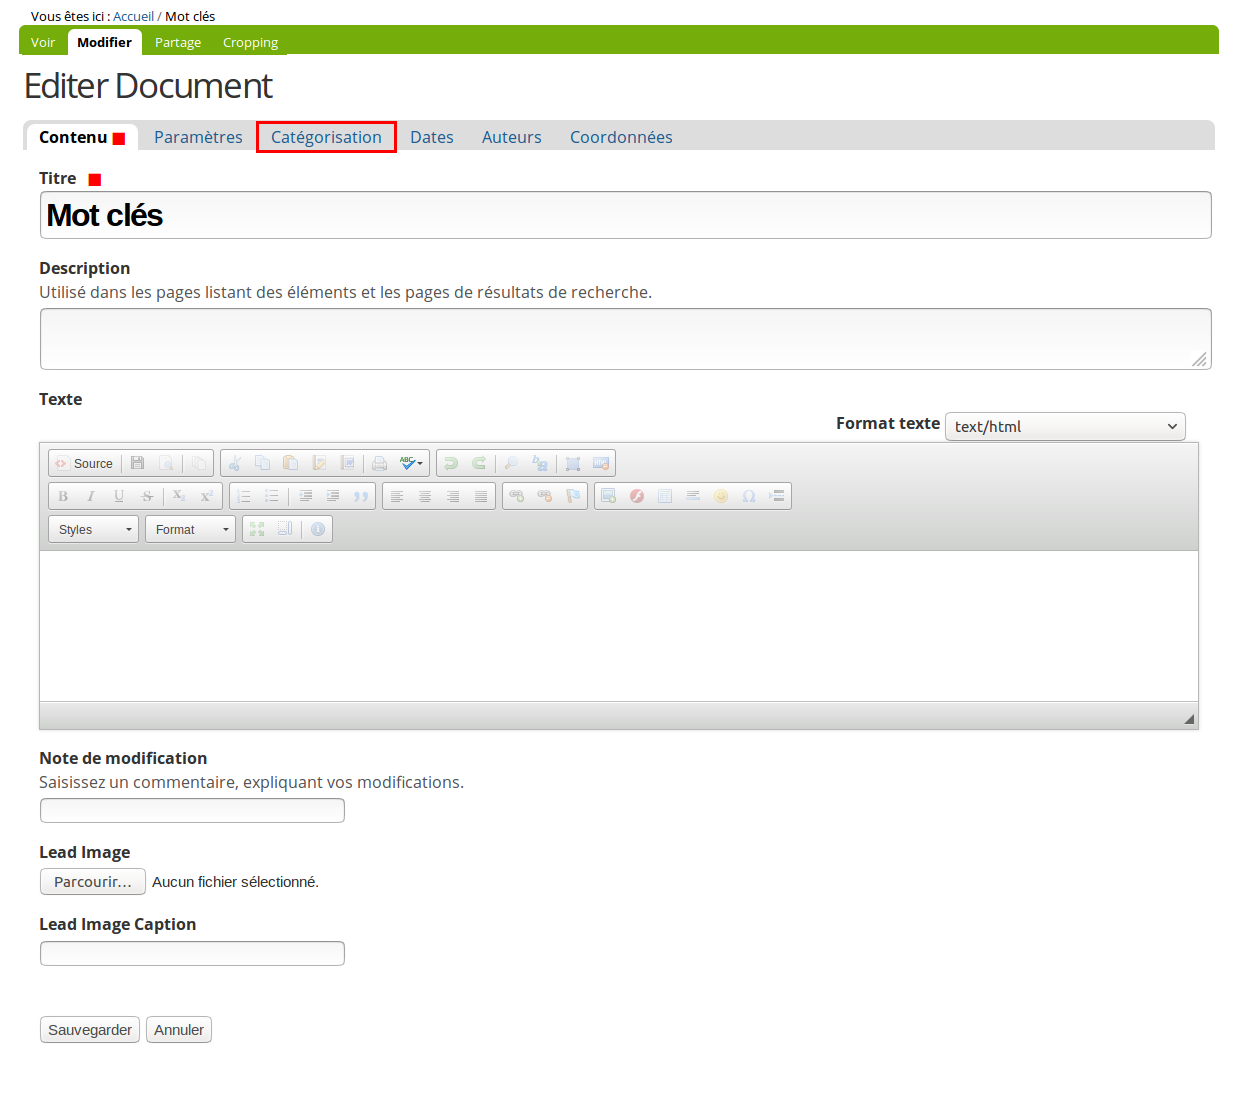 Vous êtes ici : Accueil / Mot clés
Voir Modifier Partage Cropping
Editer Document
Contenu Paramètres Catégorisation Dates Auteurs Coordonnées
Titre
Mot clés
Description
Utilisé dans les pages listant des éléments et les pages de résultats de recherche.
Texte
Format texte text/html
Source ABC
B I U S x₂ x²
Styles Format
Note de modification
Saisissez un commentaire, expliquant vos modifications.
Lead Image
Parcourir... Aucun fichier sélectionné.
Lead Image Caption
Sauvegarder Annuler